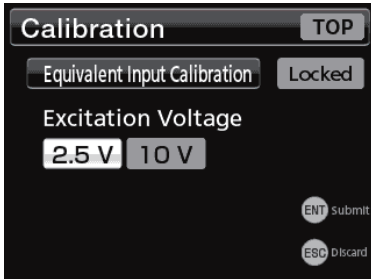 Calibration TOP
Equivalent Input Calibration Locked
Excitation Voltage
2.5 V 10 V
ENT Submit
ESC Discard